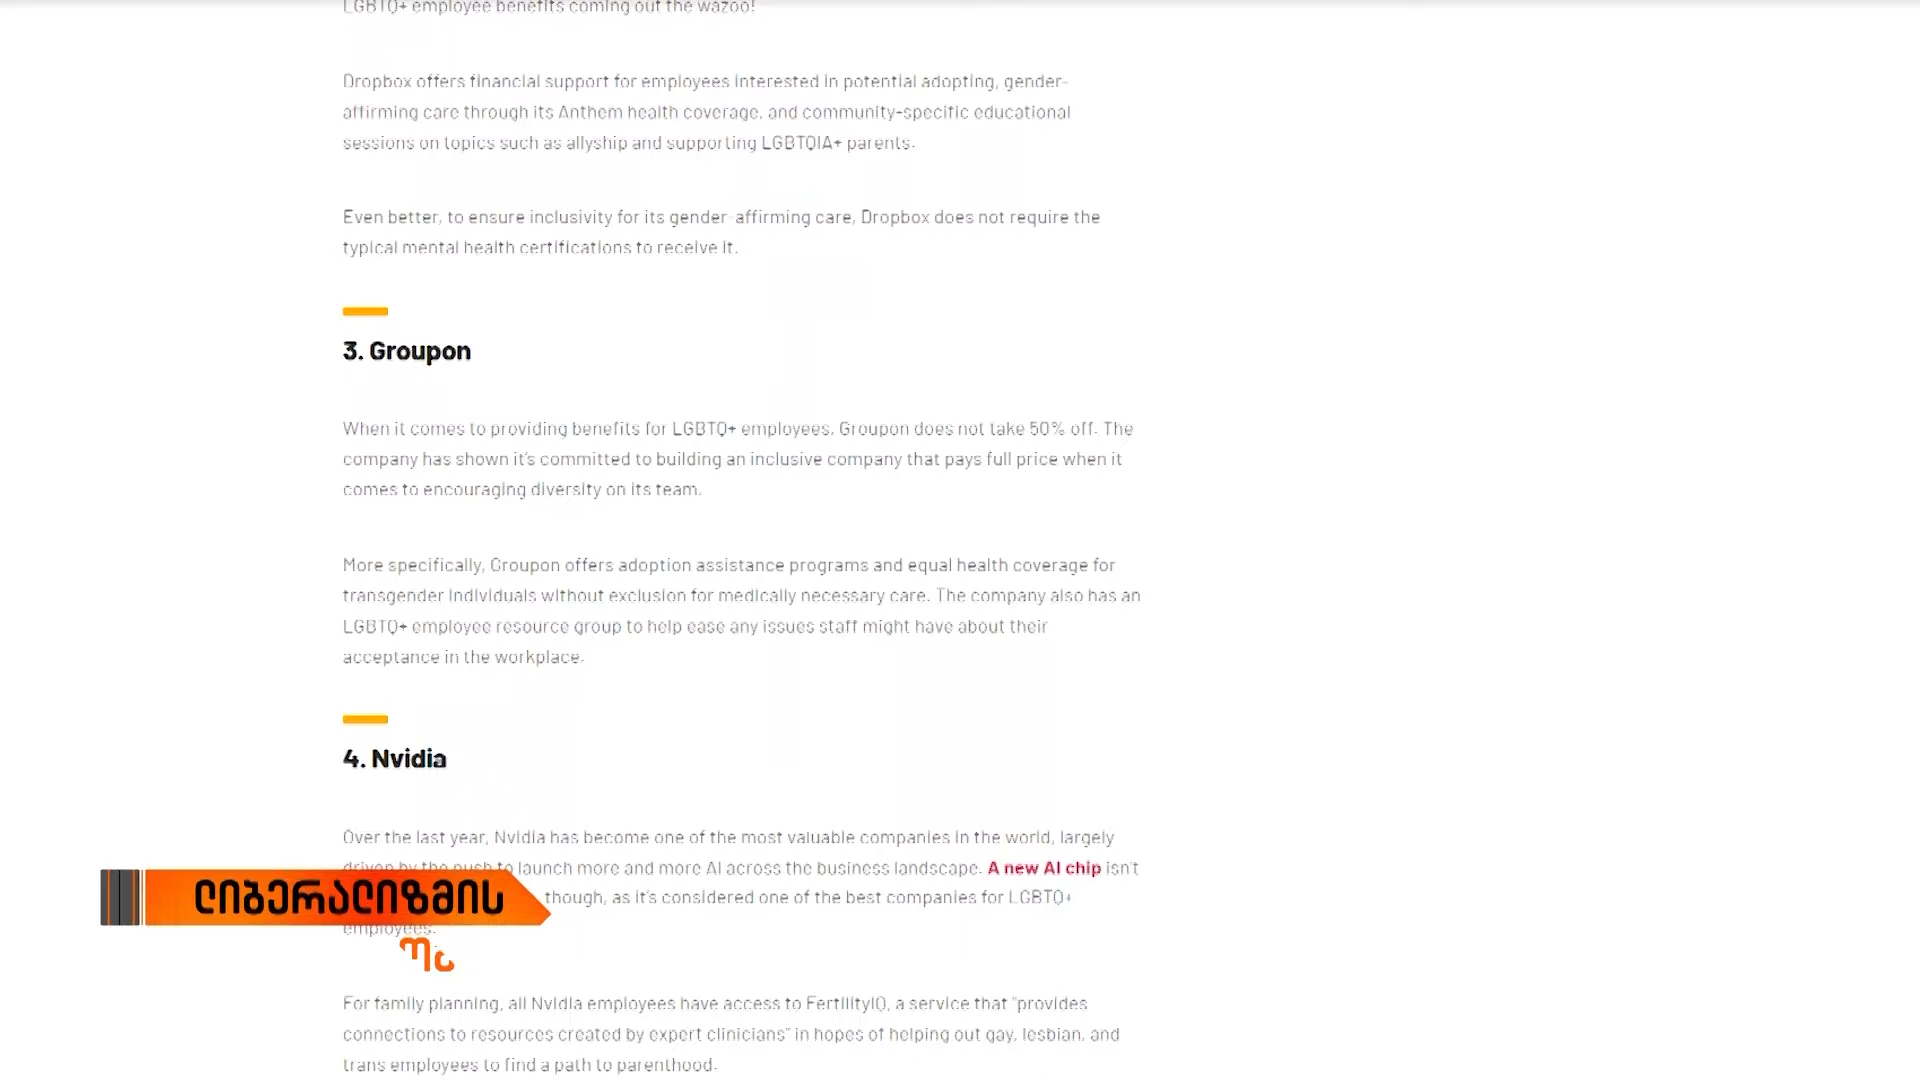 LGBTQ+ employee benefits coming out the wazoo!
Dropbox offers financial support for employees interested in potential adopting, gender-
affirming care through its Anthem health coverage, and community-specific educational
sessions on topics such as allyship and supporting LGBTQIA+ parents.
Even better, to ensure inclusivity for its gender-affirming care, Dropbox does not require the
typical mental health certifications to receive it.
3. Groupon
When it comes to providing benefits for LGBTQ+ employees, Groupon does not take 50% off. The
company has shown it's committed to building an inclusive company that pays full price when it
comes to encouraging diversity on its team.
More specifically, Groupon offers adoption assistance programs and equal health coverage for
transgender individuals without exclusion for medically necessary care. The company also has an
LGBTQ+ employee resource group to help ease any issues staff might have about their
acceptance in the workplace.
4. Nvidia
Over the last year, Nvidia has become one of the most valuable companies in the world, largely
driven by the push to launch more and more AI across the business landscape. A new AI chip isn't
though, as it's considered one of the best companies for LGBTQ+
employees.
ლიბერალიზმის
For family planning, all Nvidia employees have access to FertilityIQ, a service that "provides
connections to resources created by expert clinicians" in hopes of helping out gay, lesbian, and
trans employees to find a path to parenthood.